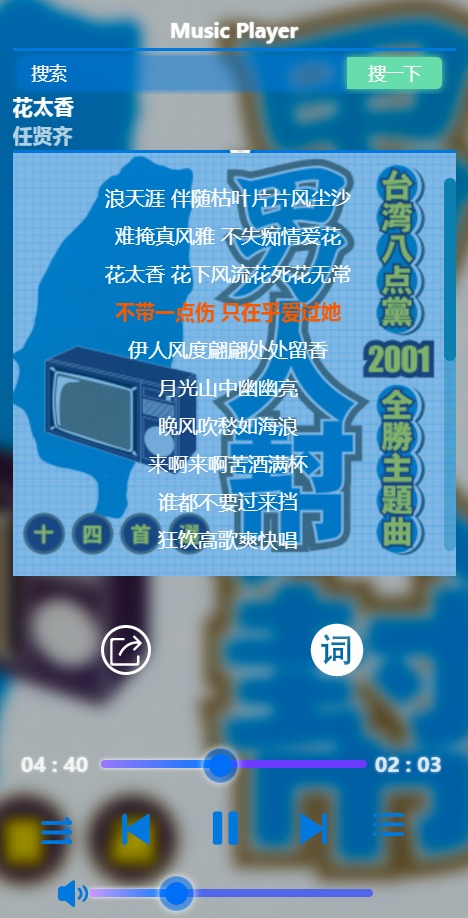 Music Player
搜索
搜一下
花太香
任贤齐
浪天涯 伴随枯叶片片风尘沙
难掩真风雅 不失痴情爱花
花太香 花下风流花死花无常
不带一点伤 只在乎爱过她
伊人风度翩翩处处留香
月光山中幽幽亮
晚风吹愁如海浪
来啊来啊苦酒满杯
谁都不要过来挡
狂饮高歌爽快唱
男人幫
台湾八点黨
2001
全勝主題曲
十四首選
词
04 : 40
02 : 03